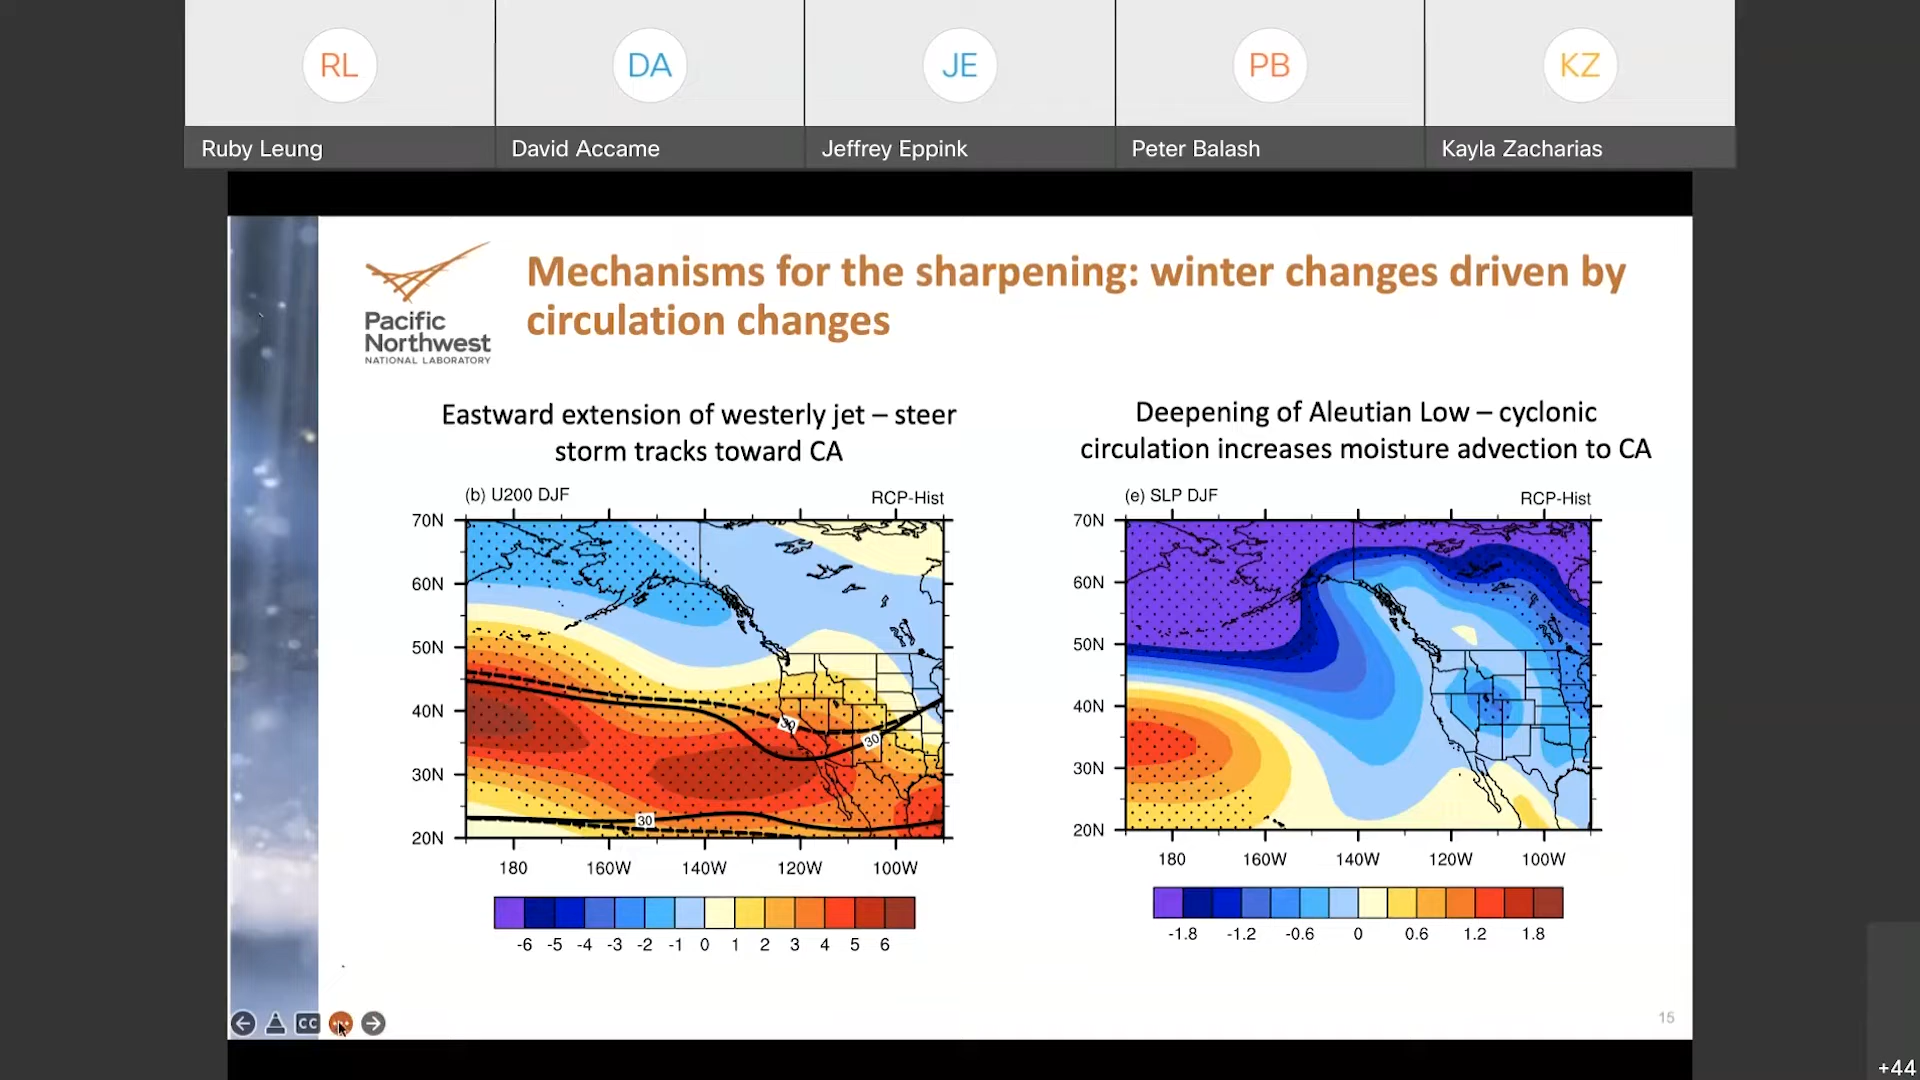 RL
DA
JE
PB
KZ
Ruby Leung
David Accame
Jeffrey Eppink
Peter Balash
Kayla Zacharias
Pacific
Northwest
NATIONAL LABORATORY
Mechanisms for the sharpening: winter changes driven by
circulation changes
Eastward extension of westerly jet – steer
storm tracks toward CA
(b) U200 DJF
RCP-Hist
70N
60N
50N
40N
30N
20N
30
30
30
180
160W
140W
120W
100W
-6 -5 -4 -3 -2 -1 0 1 2 3 4 5 6
Deepening of Aleutian Low – cyclonic
circulation increases moisture advection to CA
(e) SLP DJF
RCP-Hist
70N
60N
50N
40N
30N
20N
180
160W
140W
120W
100W
-1.8 -1.2 -0.6 0 0.6 1.2 1.8
CC
15
+44